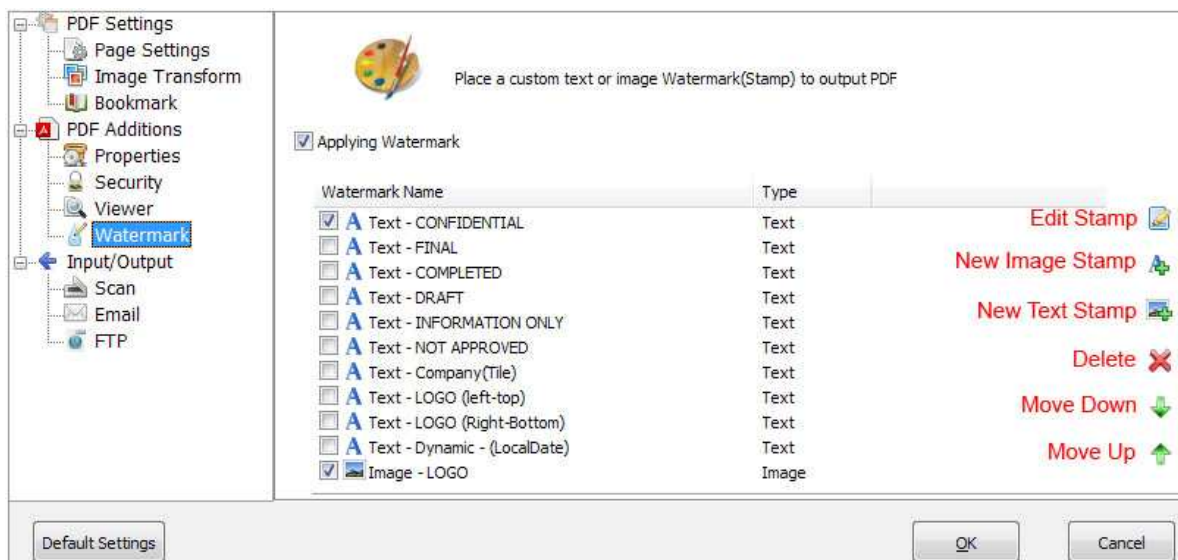 PDF Settings
Page Settings
Image Transform
Bookmark
PDF Additions
Properties
Security
Viewer
Watermark
Input/Output
Scan
Email
FTP
Place a custom text or image Watermark(Stamp) to output PDF
Applying Watermark
Watermark Name Type
A Text - CONFIDENTIAL Text
A Text - FINAL Text
A Text - COMPLETED Text
A Text - DRAFT Text
A Text - INFORMATION ONLY Text
A Text - NOT APPROVED Text
A Text - Company(Tile) Text
A Text - LOGO (left-top) Text
A Text - LOGO (Right-Bottom) Text
A Text - Dynamic - (LocalDate) Text
Image - LOGO Image
Edit Stamp
New Image Stamp
New Text Stamp
Delete
Move Down
Move Up
Default Settings
OK
Cancel